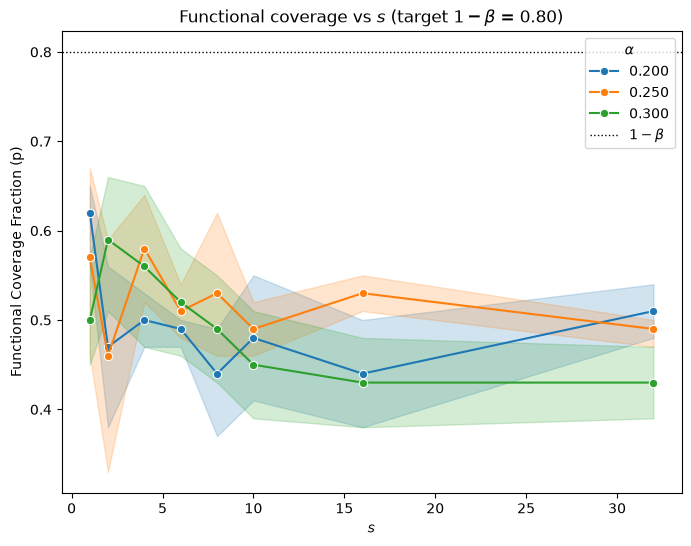 Functional coverage vs s (target 1 − β = 0.80)
α
0.200
0.250
0.300
1 − β
Functional Coverage Fraction (p)
0.8
0.7
0.6
0.5
0.4
0 5 10 15 20 25 30
s